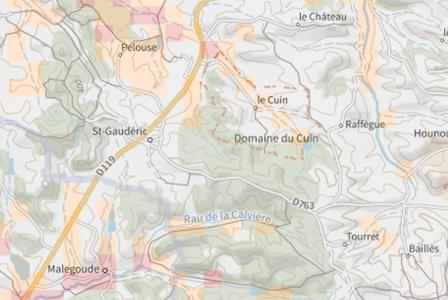 le Château
Pelouse
le Cuin
Raffègue
St-Gaudéric
Domaine du Cuin
D119
Rau de la Calvière
D763
Tourret
Baillès
Malegoude